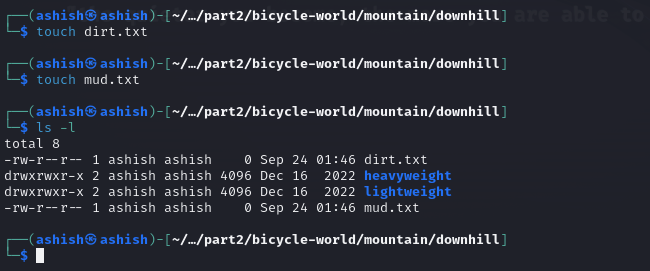 are able to
┌──(ashish㉿ashish)-[~/…/part2/bicycle-world/mountain/downhill]
└─$ touch dirt.txt
┌──(ashish㉿ashish)-[~/…/part2/bicycle-world/mountain/downhill]
└─$ touch mud.txt
┌──(ashish㉿ashish)-[~/…/part2/bicycle-world/mountain/downhill]
└─$ ls -l
total 8
-rw-r--r-- 1 ashish ashish    0 Sep 24 01:46 dirt.txt
drwxrwxr-x 2 ashish ashish 4096 Dec 16  2022 heavyweight
drwxrwxr-x 2 ashish ashish 4096 Dec 16  2022 lightweight
-rw-r--r-- 1 ashish ashish    0 Sep 24 01:46 mud.txt
┌──(ashish㉿ashish)-[~/…/part2/bicycle-world/mountain/downhill]
└─$